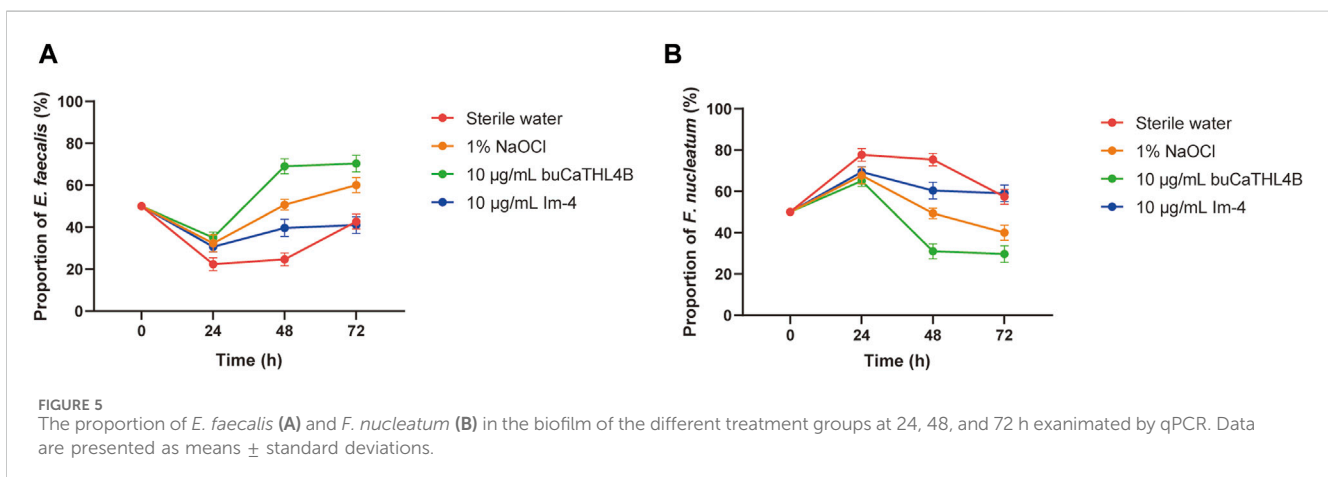 A
Proportion of E. faecalis (%)
100
80
60
40
20
0
0 24 48 72
Time (h)
Sterile water
1% NaOCl
10 μg/mL buCaTHL4B
10 μg/mL Im-4
B
Proportion of F. nucleatum (%)
100
80
60
40
20
0
0 24 48 72
Time (h)
Sterile water
1% NaOCl
10 μg/mL buCaTHL4B
10 μg/mL Im-4
FIGURE 5
The proportion of E. faecalis (A) and F. nucleatum (B) in the biofilm of the different treatment groups at 24, 48, and 72 h exanimated by qPCR. Data
are presented as means ± standard deviations.